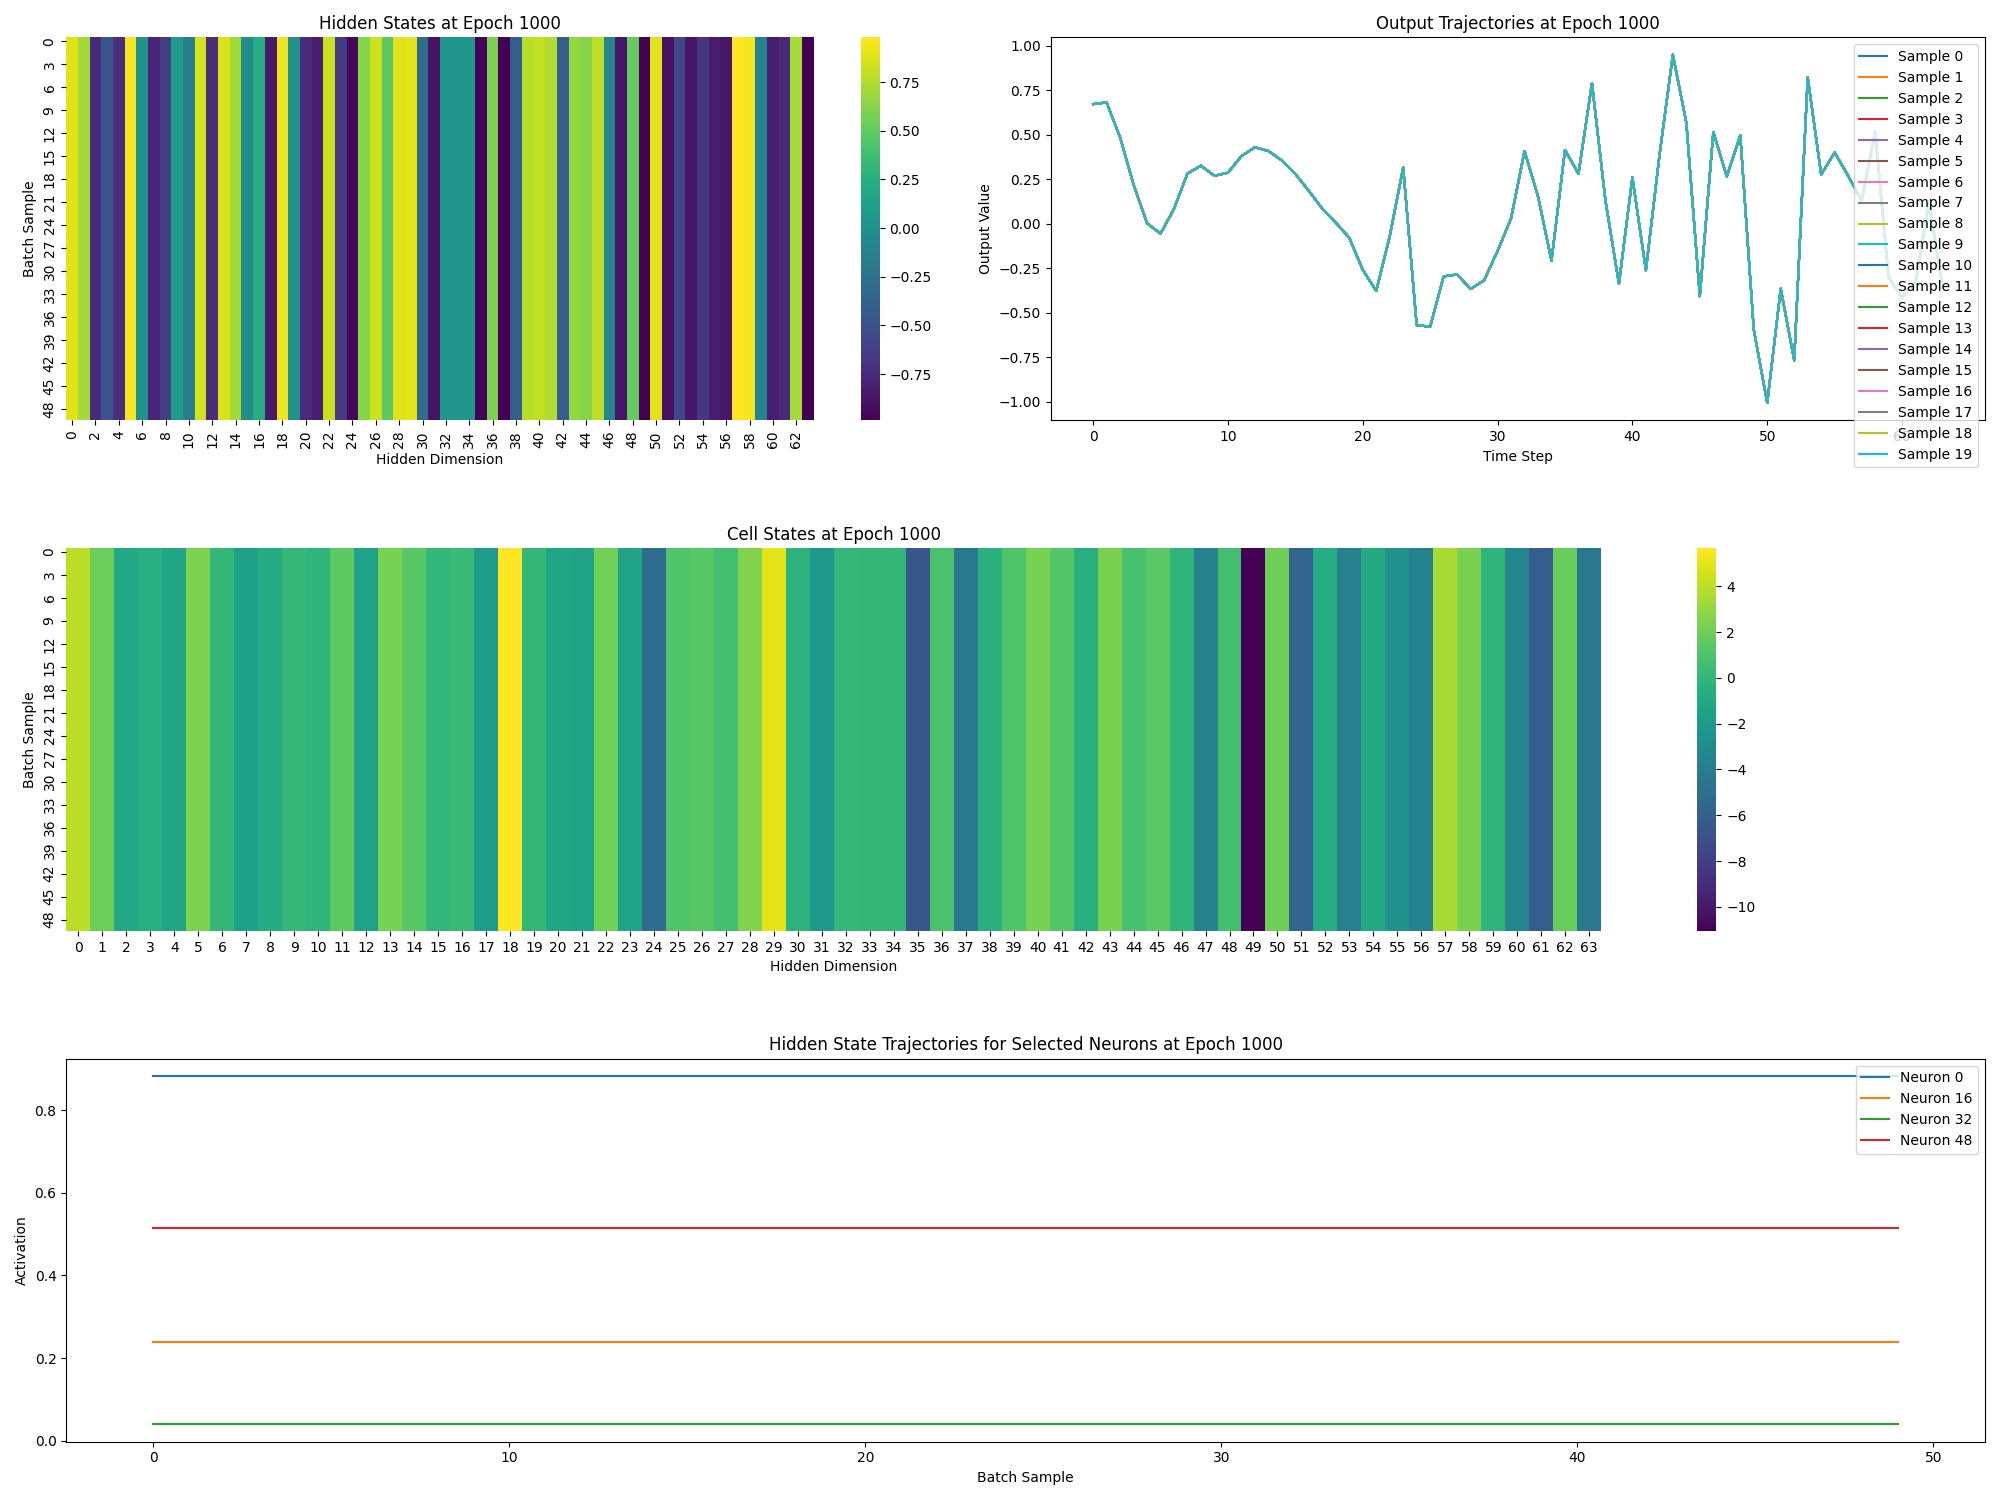 Hidden States at Epoch 1000
0
3
6
9
12
15
18
21
24
27
30
33
36
39
42
45
48
Batch Sample
0 2 4 6 8 10 12 14 16 18 20 22 24 26 28 30 32 34 36 38 40 42 44 46 48 50 52 54 56 58 60 62
Hidden Dimension
0.75
0.50
0.25
0.00
−0.25
−0.50
−0.75
Output Trajectories at Epoch 1000
1.00
0.75
0.50
0.25
0.00
−0.25
−0.50
−0.75
−1.00
Output Value
0 10 20 30 40 50 60
Time Step
Sample 0
Sample 1
Sample 2
Sample 3
Sample 4
Sample 5
Sample 6
Sample 7
Sample 8
Sample 9
Sample 10
Sample 11
Sample 12
Sample 13
Sample 14
Sample 15
Sample 16
Sample 17
Sample 18
Sample 19
Cell States at Epoch 1000
0
3
6
9
12
15
18
21
24
27
30
33
36
39
42
45
48
Batch Sample
0 1 2 3 4 5 6 7 8 9 10 11 12 13 14 15 16 17 18 19 20 21 22 23 24 25 26 27 28 29 30 31 32 33 34 35 36 37 38 39 40 41 42 43 44 45 46 47 48 49 50 51 52 53 54 55 56 57 58 59 60 61 62 63
Hidden Dimension
4
2
0
−2
−4
−6
−8
−10
Hidden State Trajectories for Selected Neurons at Epoch 1000
0.8
0.6
0.4
0.2
0.0
Activation
0 10 20 30 40 50
Batch Sample
Neuron 0
Neuron 16
Neuron 32
Neuron 48